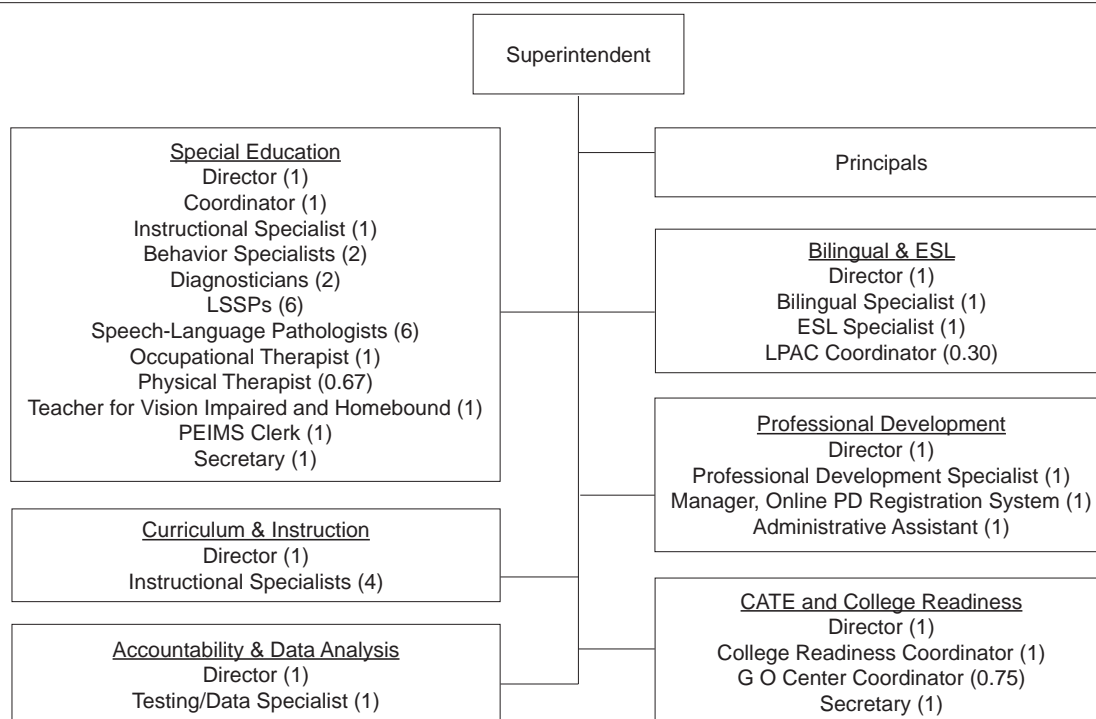 Superintendent
Special Education
Director (1)
Coordinator (1)
Instructional Specialist (1)
Behavior Specialists (2)
Diagnosticians (2)
LSSPs (6)
Speech-Language Pathologists (6)
Occupational Therapist (1)
Physical Therapist (0.67)
Teacher for Vision Impaired and Homebound (1)
PEIMS Clerk (1)
Secretary (1)
Curriculum & Instruction
Director (1)
Instructional Specialists (4)
Accountability & Data Analysis
Director (1)
Testing/Data Specialist (1)
Principals
Bilingual & ESL
Director (1)
Bilingual Specialist (1)
ESL Specialist (1)
LPAC Coordinator (0.30)
Professional Development
Director (1)
Professional Development Specialist (1)
Manager, Online PD Registration System (1)
Administrative Assistant (1)
CATE and College Readiness
Director (1)
College Readiness Coordinator (1)
G O Center Coordinator (0.75)
Secretary (1)